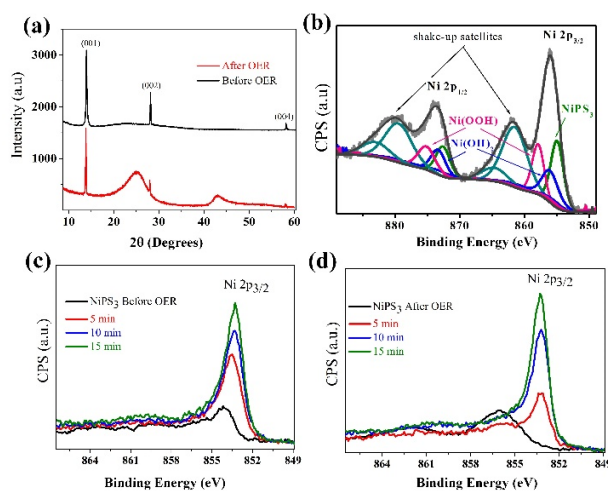 (a)
Intensity (a.u)
3000
2000
1000
(001)
(002)
(004)
After OER
Before OER
10 20 30 40 50 60
2θ (Degrees)
(b)
CPS (a.u.)
shake-up satellites
Ni 2p3/2
Ni 2p1/2
Ni(OOH)
Ni(OH)2
NiPS3
880 870 860 850
Binding Energy (eV)
(c)
CPS (a.u.)
Ni 2p3/2
NiPS3 Before OER
5 min
10 min
15 min
864 861 858 855 852 849
Binding Energy (eV)
(d)
CPS (a.u.)
Ni 2p3/2
NiPS3 After OER
5 min
10 min
15 min
864 861 858 855 852 849
Binding Energy (eV)